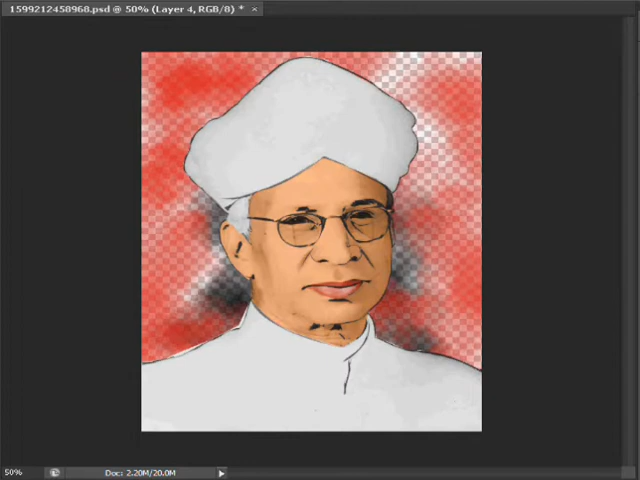 1599212458968.psd @ 50% (Layer 4, RGB/8) * ×
50% Doc: 2.20M/20.0M